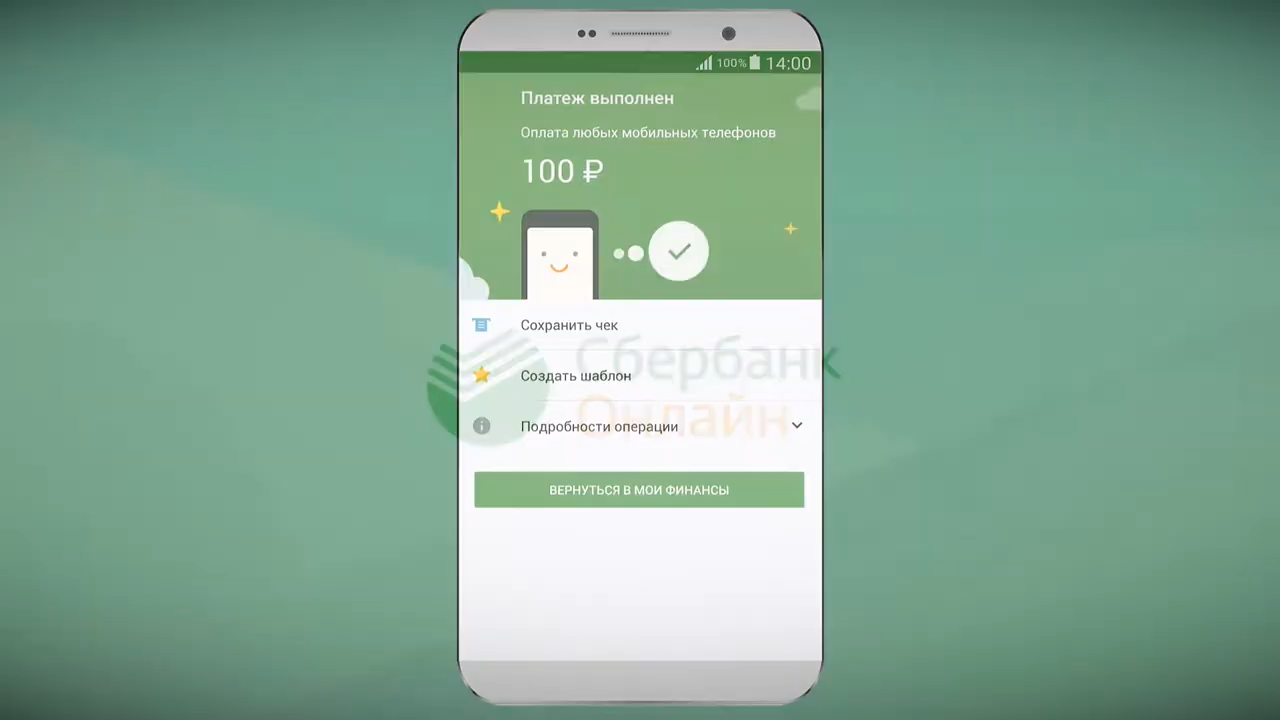 100% 14:00
Платеж выполнен
Оплата любых мобильных телефонов
100 ₽
Сохранить чек
Сбербанк
Создать шаблон
Онлайн
Подробности операции
ВЕРНУТЬСЯ В МОИ ФИНАНСЫ